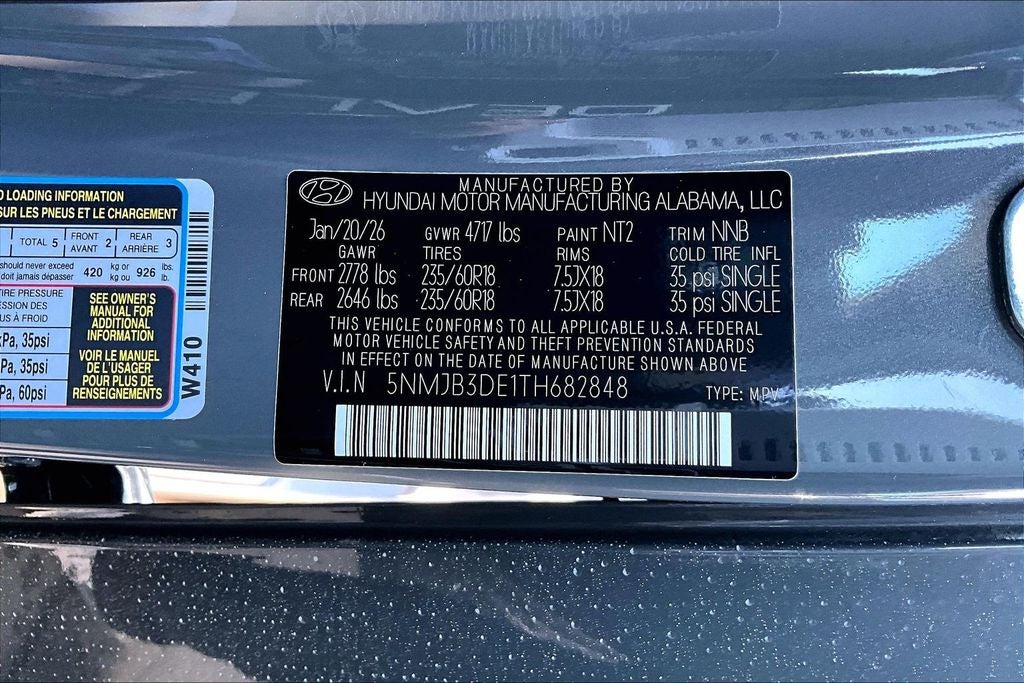 D LOADING INFORMATION
SUR LES PNEUS ET LE CHARGEMENT
TOTAL 5 FRONT AVANT 2 REAR ARRIÈRE 3
should never exceed
doit jamais dépasser 420 kg or kg ou 926 lbs. lb.
TIRE PRESSURE
PRESSION DES
S À FROID
kPa, 35psi
Pa, 35psi
Pa, 60psi
SEE OWNER'S
MANUAL FOR
ADDITIONAL
INFORMATION
VOIR LE MANUEL
DE L'USAGER
POUR PLUS DE
RENSEIGNEMENTS
W410
MANUFACTURED BY
HYUNDAI MOTOR MANUFACTURING ALABAMA, LLC
Jan/20/26 GVWR 4717 lbs PAINT NT2 TRIM NNB
GAWR TIRES RIMS COLD TIRE INFL
FRONT 2778 lbs 235/60R18 7.5JX18 35 psi SINGLE
REAR 2646 lbs 235/60R18 7.5JX18 35 psi SINGLE
THIS VEHICLE CONFORMS TO ALL APPLICABLE U.S.A. FEDERAL
MOTOR VEHICLE SAFETY AND THEFT PREVENTION STANDARDS
IN EFFECT ON THE DATE OF MANUFACTURE SHOWN ABOVE
V.I.N 5NMJB3DE1TH682848 TYPE: MPV